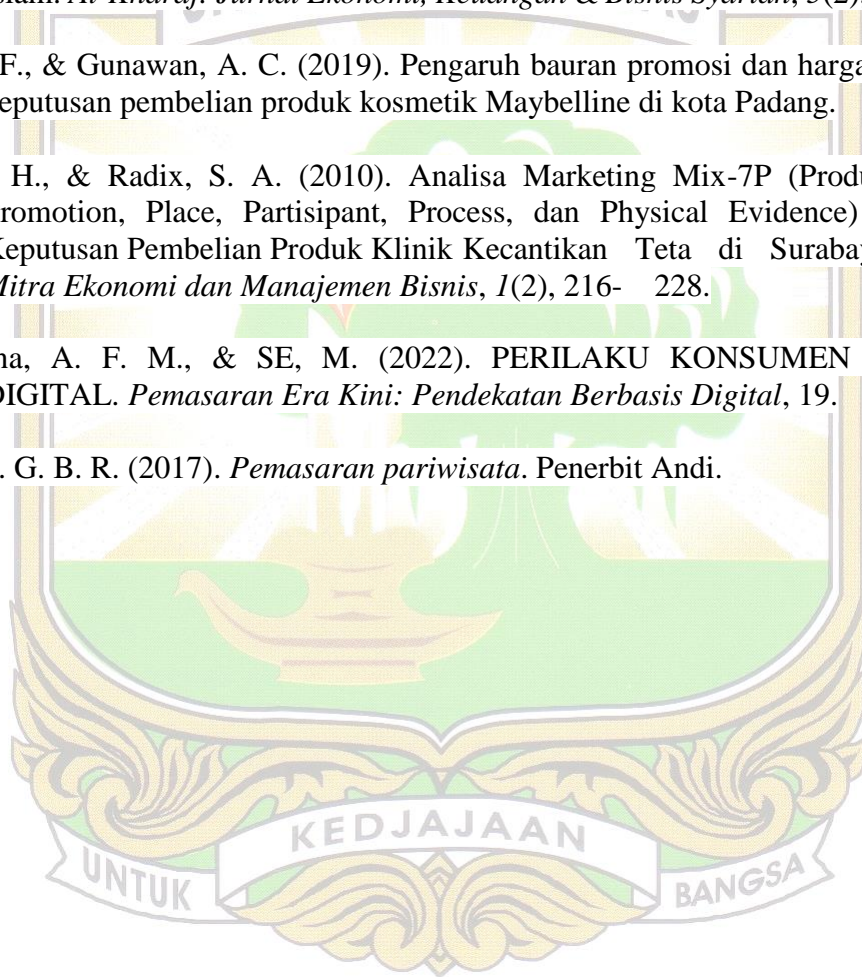 Al-Kharaj: Jurnal Ekonomi, Keuangan & Bisnis Syariah, 5(2).
F., & Gunawan, A. C. (2019). Pengaruh bauran promosi dan harga
eputusan pembelian produk kosmetik Maybelline di kota Padang.
H., & Radix, S. A. (2010). Analisa Marketing Mix-7P (Produ
romotion, Place, Partisipant, Process, dan Physical Evidence)
Keputusan Pembelian Produk Klinik Kecantikan Teta di Surabay
Mitra Ekonomi dan Manajemen Bisnis, 1(2), 216- 228.
na, A. F. M., & SE, M. (2022). PERILAKU KONSUMEN
DIGITAL. Pemasaran Era Kini: Pendekatan Berbasis Digital, 19.
. G. B. R. (2017). Pemasaran pariwisata. Penerbit Andi.
UNTUK KEDJAJAAN BANGSA